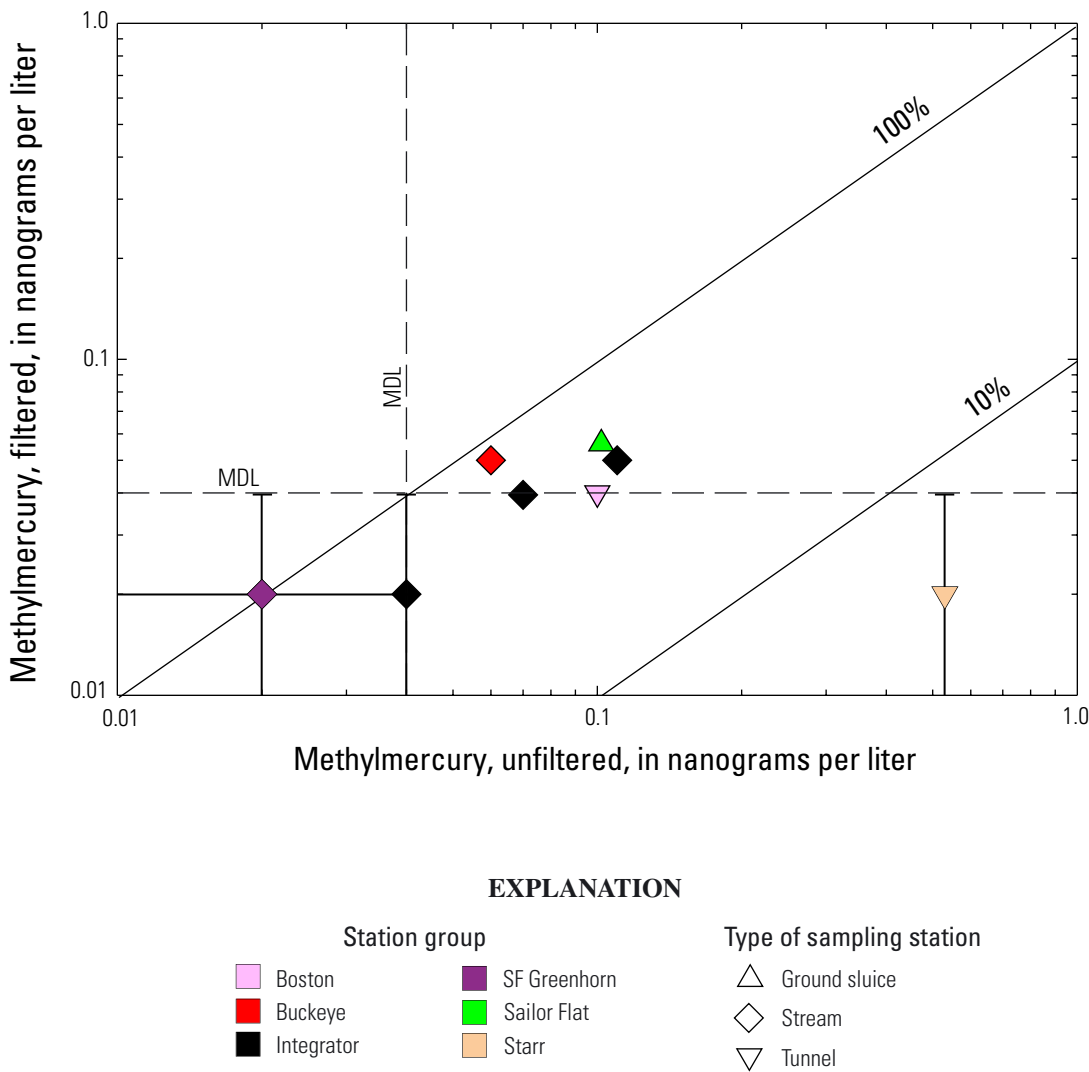 1.0
0.1
0.01
Methylmercury, filtered, in nanograms per liter
100%
10%
MDL
MDL
0.01
0.1
1.0
Methylmercury, unfiltered, in nanograms per liter
EXPLANATION
Station group
Boston
Buckeye
Integrator
SF Greenhorn
Sailor Flat
Starr
Type of sampling station
Ground sluice
Stream
Tunnel